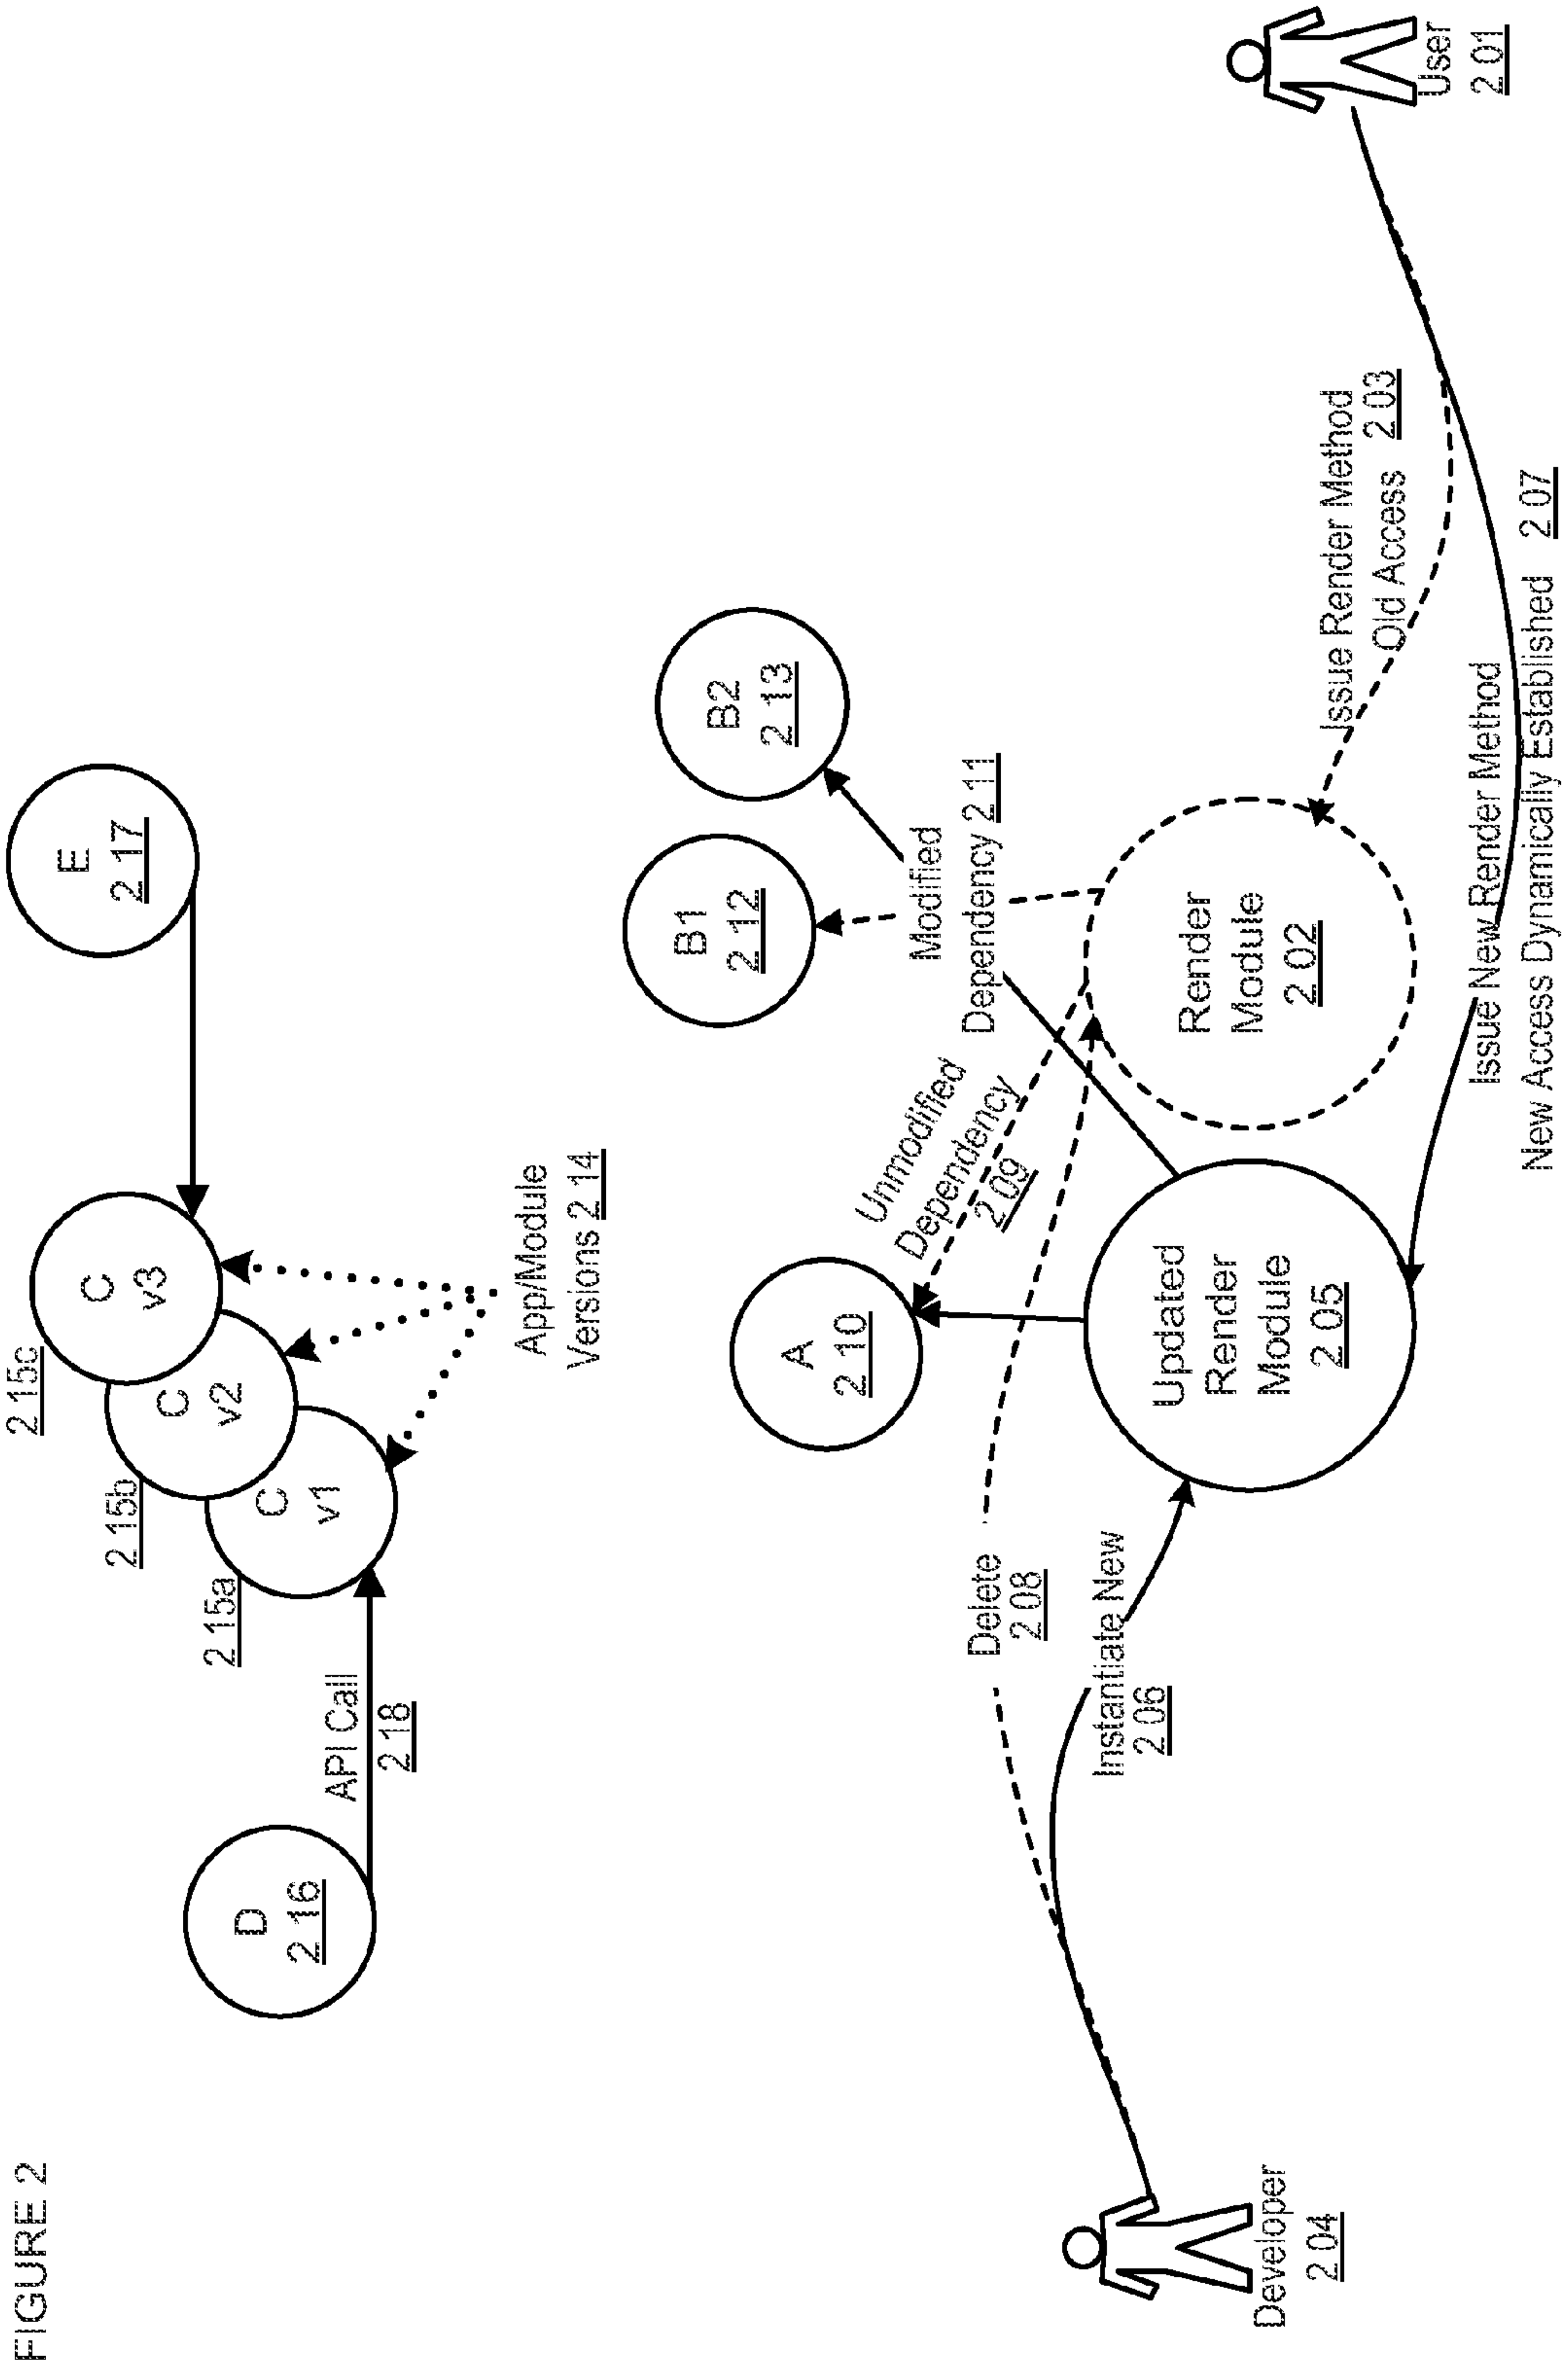 FIGURE 2
D
2.16
API Call
2.18
2.15a
2.15b
2.15c
C
v1
C
v2
C
v3
E
2.17
App/Module
Versions 2.14
Developer
2.04
Delete
2.08
Instantiate New
2.06
A
2.10
Unmodified
Dependency
2.09
B1
2.12
B2
2.13
Modified
Dependency 2.11
Updated
Render
Module
2.05
Render
Module
2.02
Issue Render Method
Old Access 2.03
Issue New Render Method
New Access Dynamically Established 2.07
User
2.01